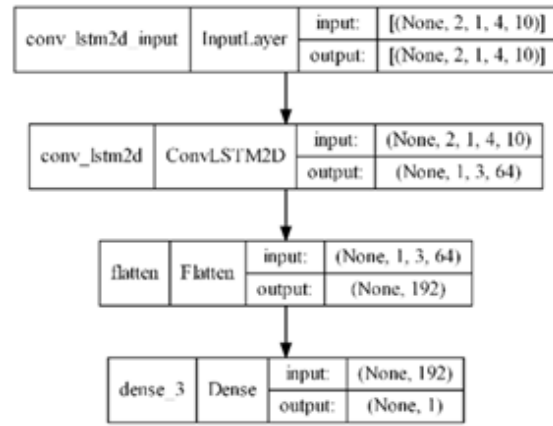 conv_lstm2d_input InputLayer input: [(None, 2, 1, 4, 10)]
output: [(None, 2, 1, 4, 10)]
conv_lstm2d ConvLSTM2D input: (None, 2, 1, 4, 10)
output: (None, 1, 3, 64)
flatten Flatten input: (None, 1, 3, 64)
output: (None, 192)
dense_3 Dense input: (None, 192)
output: (None, 1)